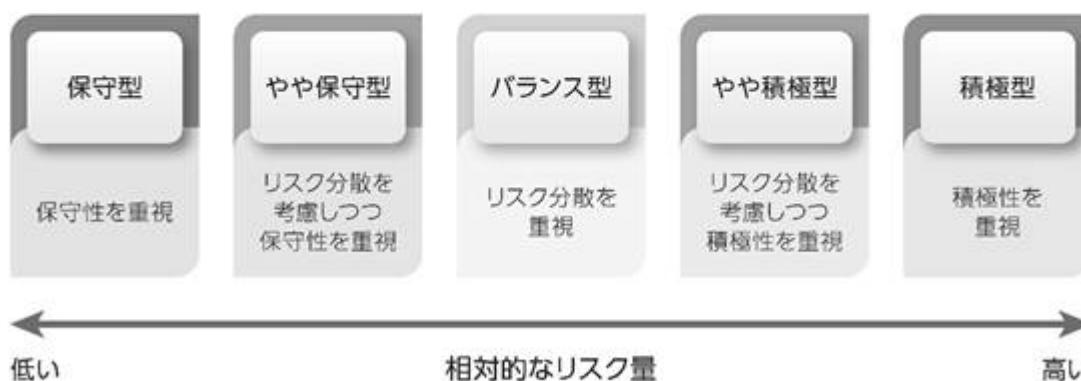 保守型
保守性を重視
やや保守型
リスク分散を
考慮しつつ
保守性を重視
バランス型
リスク分散を
重視
やや積極型
リスク分散を
考慮しつつ
積極性を重視
積極型
積極性を
重視
低い
相対的なリスク量
高い